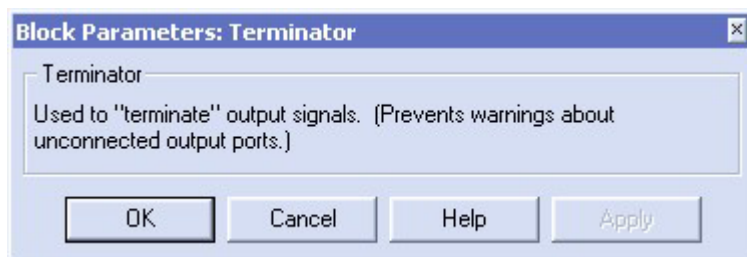 Block Parameters: Terminator
Terminator
Used to "terminate" output signals. (Prevents warnings about
unconnected output ports.)
OK Cancel Help Apply